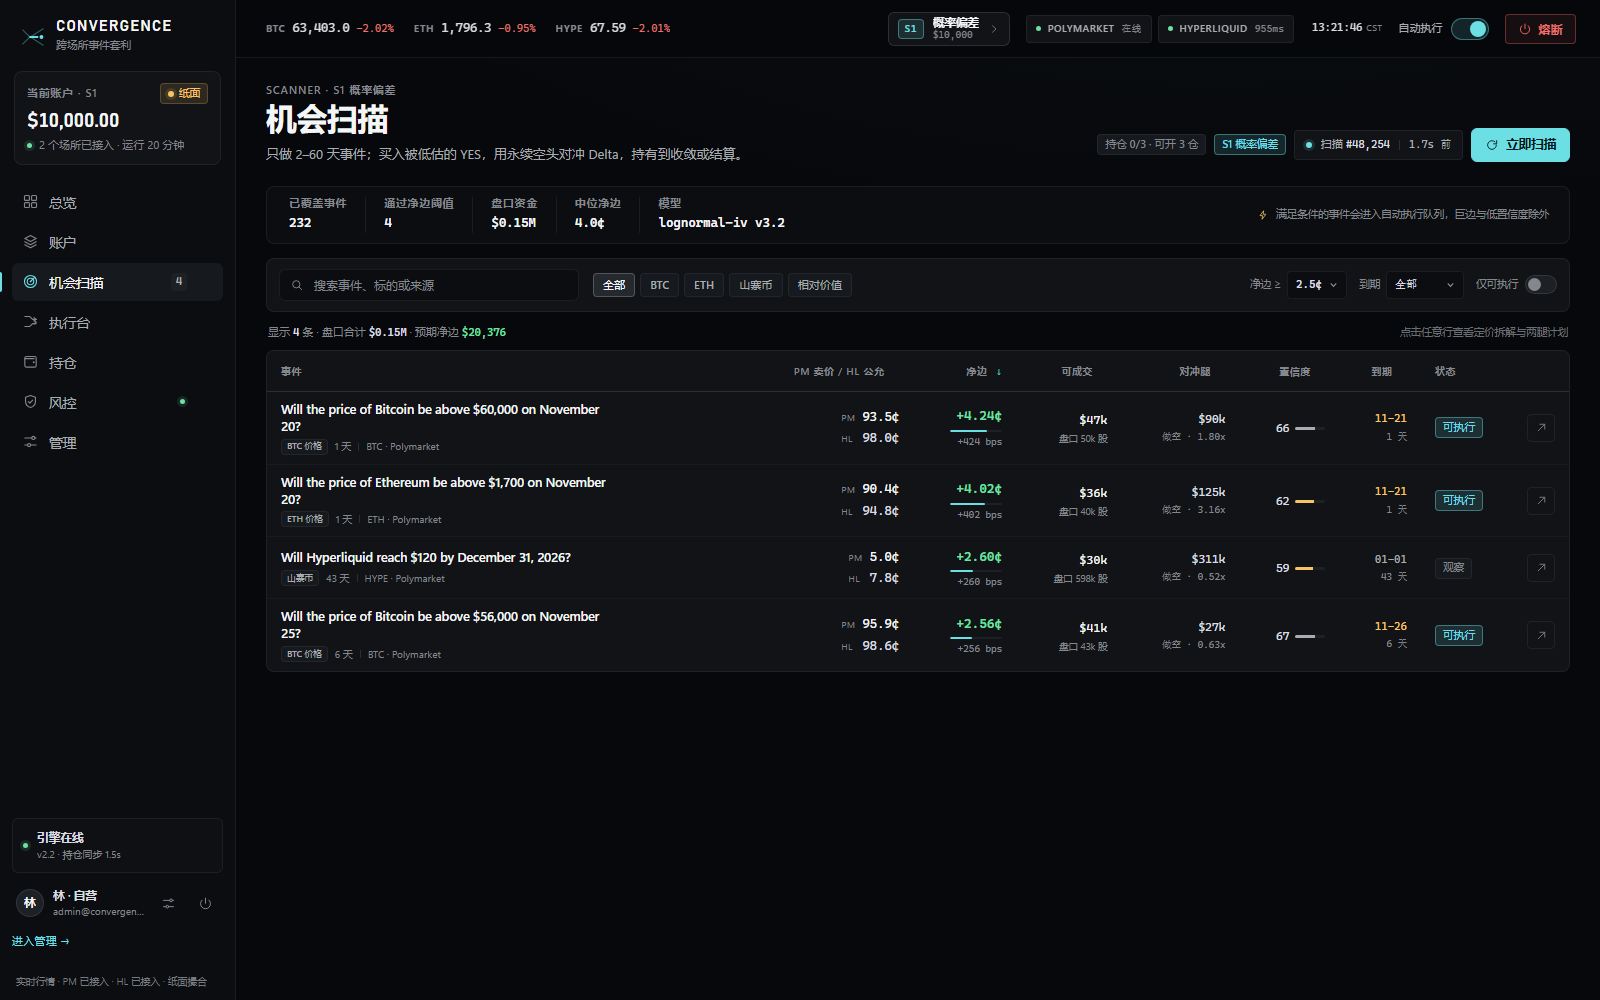 CONVERGENCE
跨场所事件套利
BTC 63,403.0 -2.02% ETH 1,796.3 -0.95% HYPE 67.59 -2.01%
S1 概率偏差
$10,000
POLYMARKET 在线
HYPERLIQUID 955ms
13:21:46 CST
自动执行
熔断
当前账户 · S1
纸面
$10,000.00
2 个场所已接入 · 运行 20 分钟
总览
账户
机会扫描 4
执行台
持仓
风控
管理
引擎在线
v2.2 · 持仓同步 1.5s
林
林 · 自营
admin@convergen...
进入管理 →
实时行情 · PM 已接入 · HL 已接入 · 纸面撮合
SCANNER · S1 概率偏差
机会扫描
只做 2–60 天事件；买入被低估的 YES，用永续空头对冲 Delta，持有到收敛或结算。
持仓 0/3 · 可开 3 仓
S1 概率偏差
扫描 #48,254 1.7s 前
立即扫描
已覆盖事件 通过净边阈值 盘口资金 中位净边 模型
232 4 $0.15M 4.0¢ lognormal-iv v3.2
满足条件的事件会进入自动执行队列，巨边与低置信度除外
搜索事件、标的或来源
全部 BTC ETH 山寨币 相对价值
净边 ≥ 2.5¢ 到期 全部 仅可执行
显示 4 条 · 盘口合计 $0.15M · 预期净边 $20,376
点击任意行查看定价拆解与两腿计划
事件 PM 卖价 / HL 公允 净边 ↓ 可成交 对冲腿 置信度 到期 状态
Will the price of Bitcoin be above $60,000 on November 20?
BTC 价格 1 天 BTC · Polymarket
PM 93.5¢
HL 98.0¢
+4.24¢
+424 bps
$47k
盘口 50k 股
$90k
做空 · 1.80x
66
11-21
1 天
可执行
Will the price of Ethereum be above $1,700 on November 20?
ETH 价格 1 天 ETH · Polymarket
PM 90.4¢
HL 94.8¢
+4.02¢
+402 bps
$36k
盘口 40k 股
$125k
做空 · 3.16x
62
11-21
1 天
可执行
Will Hyperliquid reach $120 by December 31, 2026?
山寨币 43 天 HYPE · Polymarket
PM 5.0¢
HL 7.8¢
+2.60¢
+260 bps
$30k
盘口 598k 股
$311k
做空 · 0.52x
59
01-01
43 天
观察
Will the price of Bitcoin be above $56,000 on November 25?
BTC 价格 6 天 BTC · Polymarket
PM 95.9¢
HL 98.6¢
+2.56¢
+256 bps
$41k
盘口 43k 股
$27k
做空 · 0.63x
67
11-26
6 天
可执行